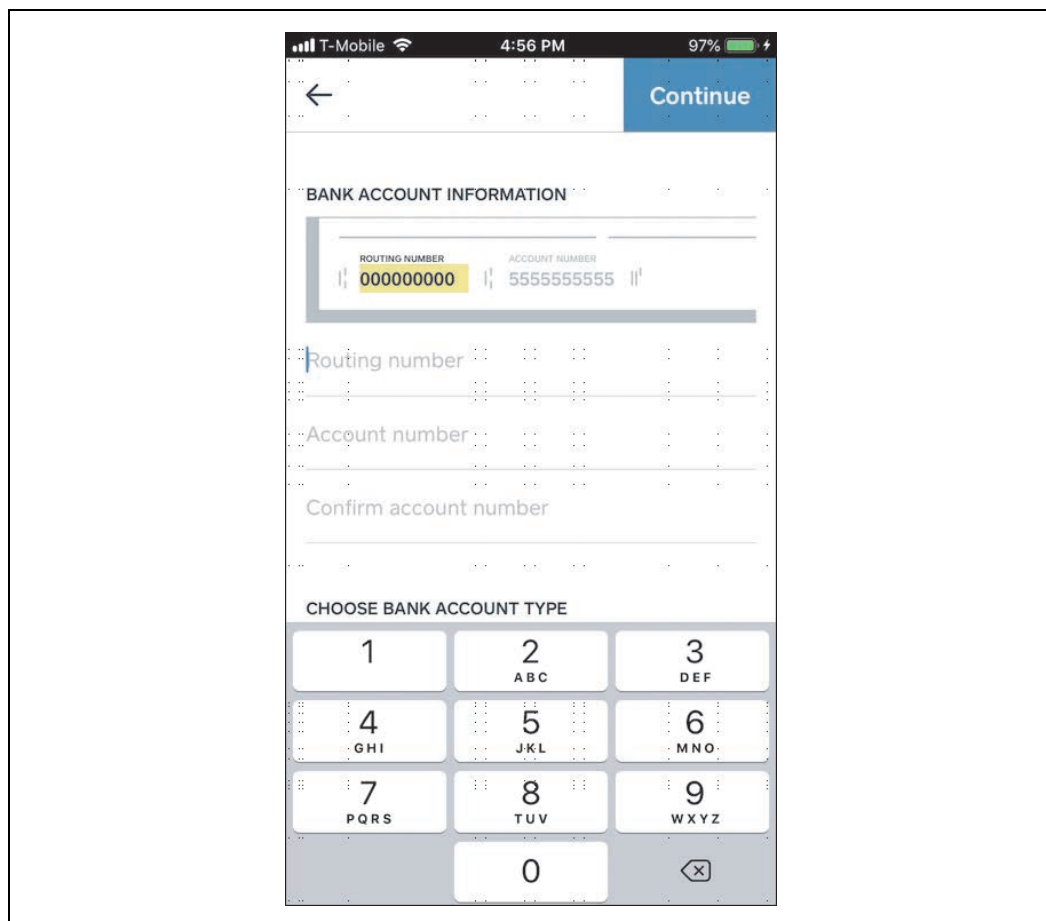 T-Mobile 4:56 PM 97%
Continue
BANK ACCOUNT INFORMATION
ROUTING NUMBER ACCOUNT NUMBER
000000000 5555555555
Routing number
Account number
Confirm account number
CHOOSE BANK ACCOUNT TYPE
1 2 3
ABC DEF
4 5 6
GHI JKL MNO
7 8 9
PQRS TUV WXYZ
0